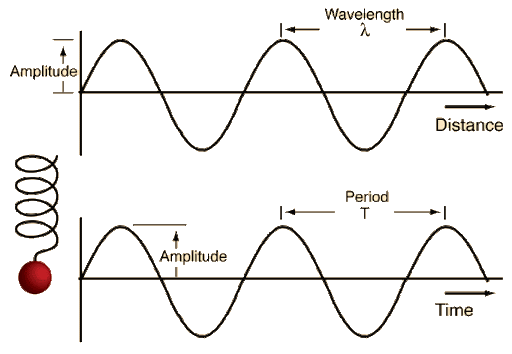 Wavelength
λ
Amplitude
Distance
Period
T
Amplitude
Time